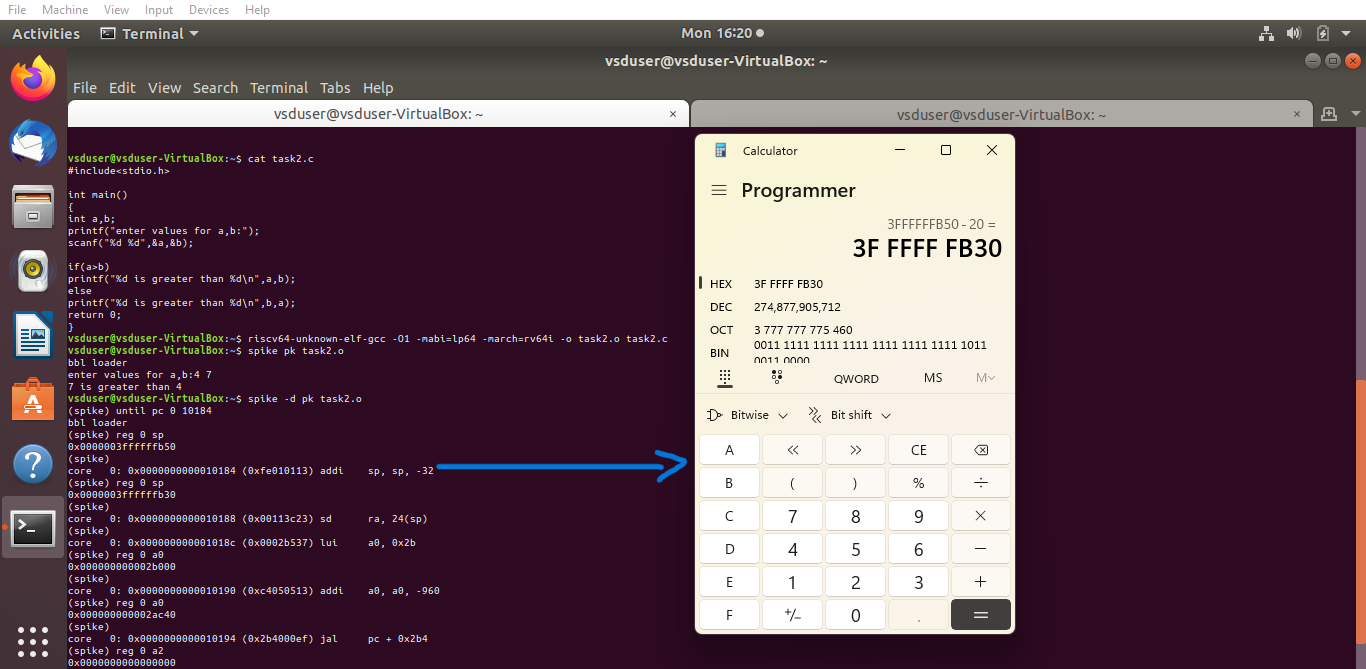 File Machine View Input Devices Help
Activities Terminal Mon 16:20
vsduser@vsduser-VirtualBox: ~
File Edit View Search Terminal Tabs Help
vsduser@vsduser-VirtualBox: ~ × vsduser@vsduser-VirtualBox: ~ ×
vsduser@vsduser-VirtualBox:~$ cat task2.c
#include<stdio.h>
int main()
{
int a,b;
printf("enter values for a,b:");
scanf("%d %d",&a,&b);
if(a>b)
printf("%d is greater than %d\n",a,b);
else
printf("%d is greater than %d\n",b,a);
return 0;
}
vsduser@vsduser-VirtualBox:~$ riscv64-unknown-elf-gcc -O1 -mabi=lp64 -march=rv64i -o task2.o task2.c
vsduser@vsduser-VirtualBox:~$ spike pk task2.o
bbl loader
enter values for a,b:4 7
7 is greater than 4
vsduser@vsduser-VirtualBox:~$ spike -d pk task2.o
(spike) until pc 0 10184
bbl loader
(spike) reg 0 sp
0x0000003ffffffb50
(spike)
core 0: 0x0000000000010184 (0xfe010113) addi sp, sp, -32
(spike) reg 0 sp
0x0000003ffffffb30
(spike)
core 0: 0x0000000000010188 (0x00113c23) sd ra, 24(sp)
(spike)
core 0: 0x000000000001018c (0x0002b537) lui a0, 0x2b
(spike) reg 0 a0
0x000000000002b000
(spike)
core 0: 0x0000000000010190 (0xc4050513) addi a0, a0, -960
(spike) reg 0 a0
0x000000000002ac40
(spike)
core 0: 0x0000000000010194 (0x2b4000ef) jal pc + 0x2b4
(spike) reg 0 a2
0x0000000000000000
Calculator
Programmer
3FFFFFFB50 - 20 =
3F FFFF FB30
HEX 3F FFFF FB30
DEC 274,877,905,712
OCT 3 777 777 775 460
BIN 0011 1111 1111 1111 1111 1111 1111 1011
0011 0000
QWORD MS M
Bitwise Bit shift
A << >> CE
B ( ) % ÷
C 7 8 9 ×
D 4 5 6 −
E 1 2 3 +
F +/− 0 . =